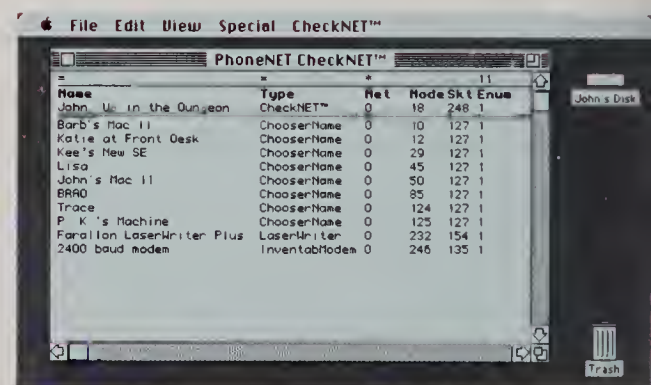 File Edit View Special CheckNET™
PhoneNET CheckNET™
= = * 11
Name Type Net Node Skt Enum
John, in the Dungeon CheckNET™ 0 18 248 1
Barb's Mac II ChooserName 0 10 127 1
Katie at Front Desk ChooserName 0 12 127 1
Kee's New SE ChooserName 0 29 127 1
Lisa ChooserName 0 45 127 1
John's Mac II ChooserName 0 50 127 1
BRAD ChooserName 0 85 127 1
Trace ChooserName 0 124 127 1
P K 's Machine ChooserName 0 125 127 1
Farallon LaserWriter Plus LaserWriter 0 232 154 1
2400 baud modem InventabModem 0 246 135 1
John's Disk
Trash